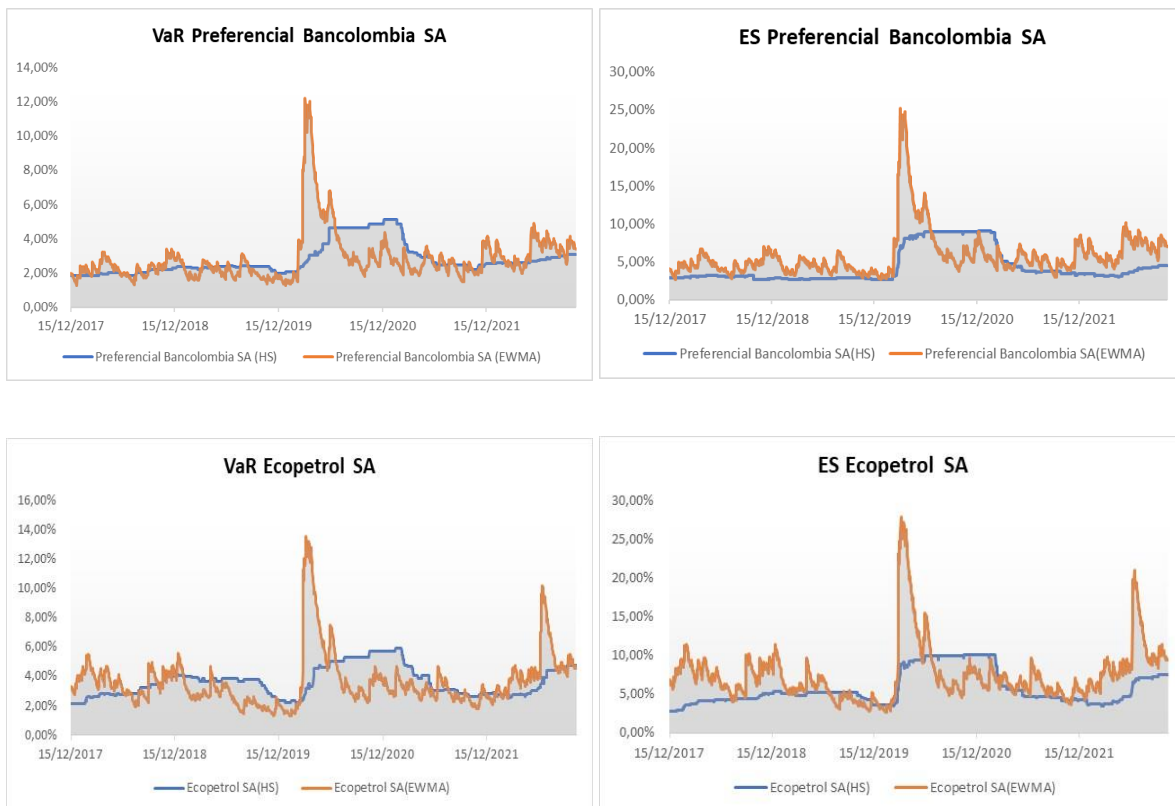 VaR Preferencial Bancolombia SA
14,00%
12,00%
10,00%
8,00%
6,00%
4,00%
2,00%
0,00%
15/12/2017 15/12/2018 15/12/2019 15/12/2020 15/12/2021
Preferencial Bancolombia SA (HS) Preferencial Bancolombia SA (EWMA)
ES Preferencial Bancolombia SA
30,00%
25,00%
20,00%
15,00%
10,00%
5,00%
0,00%
15/12/2017 15/12/2018 15/12/2019 15/12/2020 15/12/2021
Preferencial Bancolombia SA(HS) Preferencial Bancolombia SA(EWMA)
VaR Ecopetrol SA
16,00%
14,00%
12,00%
10,00%
8,00%
6,00%
4,00%
2,00%
0,00%
15/12/2017 15/12/2018 15/12/2019 15/12/2020 15/12/2021
Ecopetrol SA(HS) Ecopetrol SA(EWMA)
ES Ecopetrol SA
30,00%
25,00%
20,00%
15,00%
10,00%
5,00%
0,00%
15/12/2017 15/12/2018 15/12/2019 15/12/2020 15/12/2021
Ecopetrol SA(HS) Ecopetrol SA(EWMA)